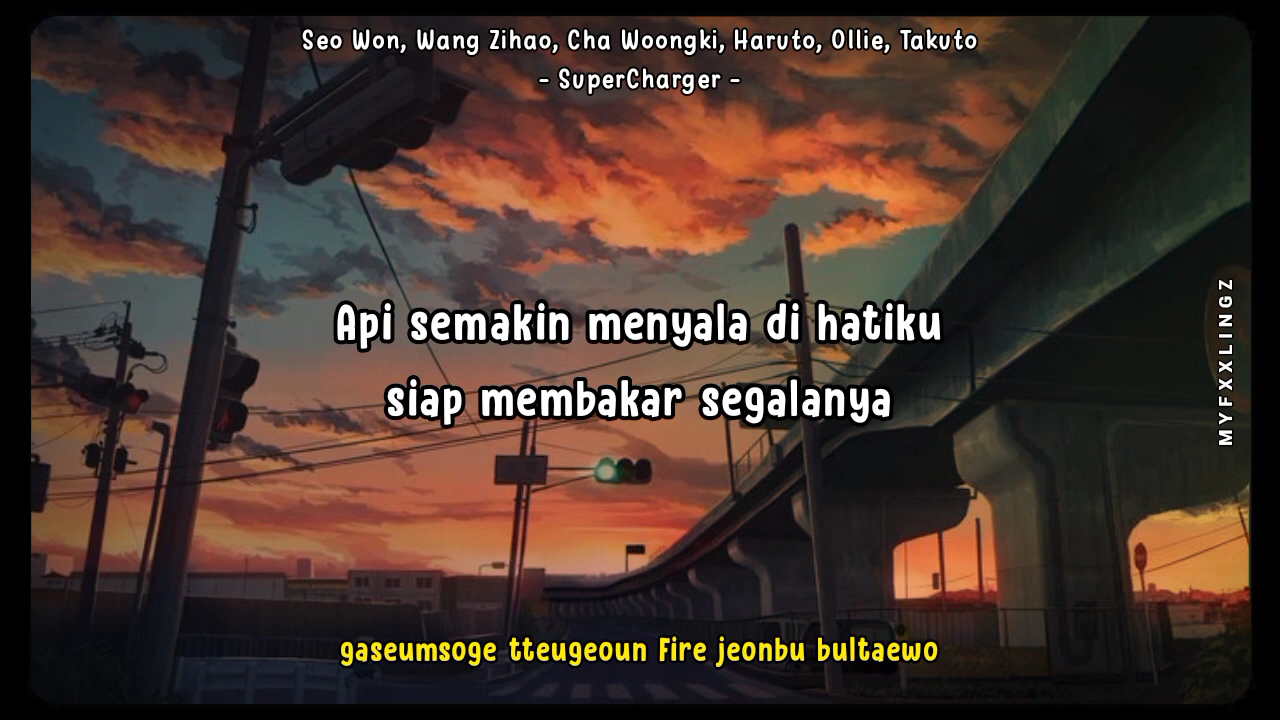 Seo Won, Wang Zihao, Cha Woongki, Haruto, Ollie, Takuto
- SuperCharger -
Api semakin menyala di hatiku
siap membakar segalanya
MYFXXLINGZ
gaseumsoge tteugeoun Fire jeonbu bultaewo